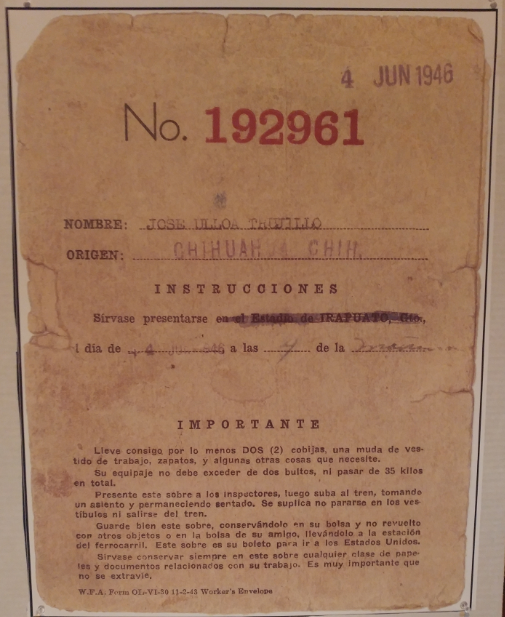 4 JUN 1946
No. 192961
NOMBRE: JOSE ULLOA TRUJILLO
ORIGEN: CHIHUAHUA CHIH.
INSTRUCCIONES
Sírvase presentarse en el Estadio de IRAPUATO, Gto.,
l día de 4 JUN 1946 a las 7 de la
IMPORTANTE
Lleve consigo por lo menos DOS (2) cobijas, una muda de ves-
tido de trabajo, zapatos, y algunas otras cosas que necesite.
Su equipaje no debe exceder de dos bultos, ni pasar de 35 kilos
en total.
Presente este sobre a los inspectores, luego suba al tren, tomando
un asiento y permaneciendo sentado. Se suplica no pararse en los ves-
tíbulos ni salirse del tren.
Guarde bien este sobre, conservándolo en su bolsa y no revuelto
con otros objetos o en la bolsa de su amigo, llevándolo a la estación
del ferrocarril. Este sobre es su boleto para ir a los Estados Unidos.
Sírvase conservar siempre en este sobre cualquier clase de pape-
les y documentos relacionados con su trabajo. Es muy importante que
no se extravíe.
W.F.A. Form OL-VI-30 11-2-43 Worker's Envelope